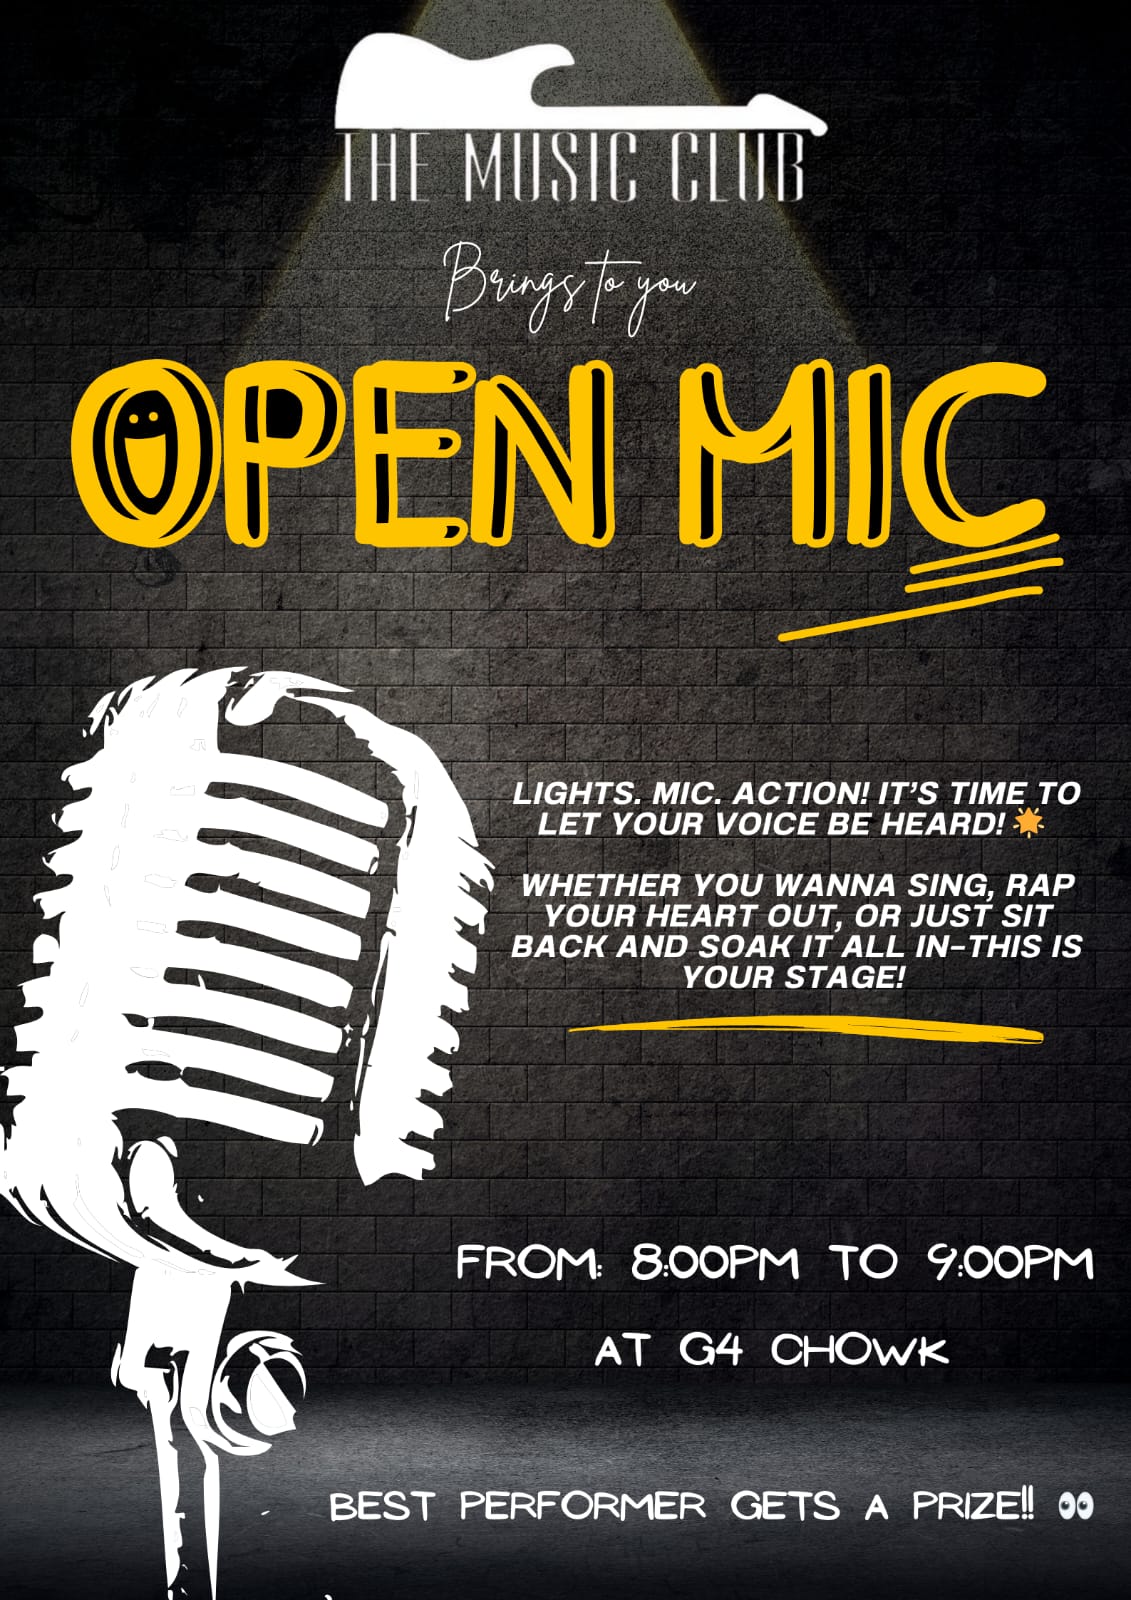 THE MUSIC CLUB
Brings to you
OPEN MIC
LIGHTS. MIC. ACTION! IT'S TIME TO
LET YOUR VOICE BE HEARD! 🌟
WHETHER YOU WANNA SING, RAP
YOUR HEART OUT, OR JUST SIT
BACK AND SOAK IT ALL IN–THIS IS
YOUR STAGE!
FROM: 8:00PM TO 9:00PM
AT G4 CHOWK
BEST PERFORMER GETS A PRIZE!! 👀